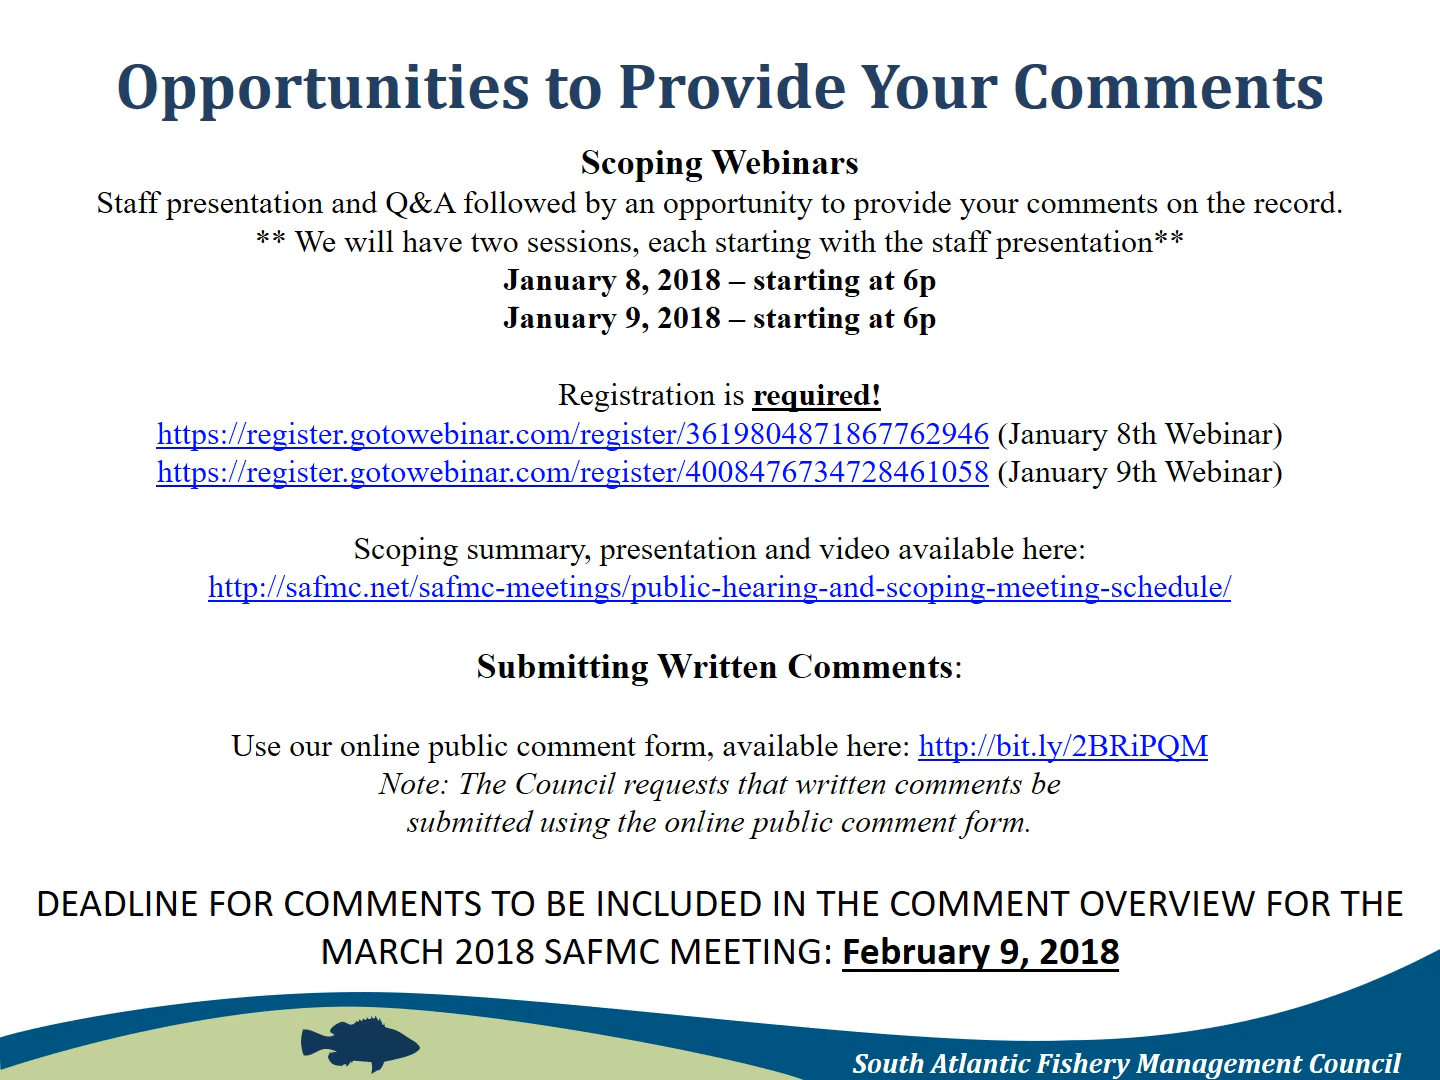 Opportunities to Provide Your Comments
Scoping Webinars
Staff presentation and Q&A followed by an opportunity to provide your comments on the record.
** We will have two sessions, each starting with the staff presentation**
January 8, 2018 – starting at 6p
January 9, 2018 – starting at 6p
Registration is required!
https://register.gotowebinar.com/register/3619804871867762946 (January 8th Webinar)
https://register.gotowebinar.com/register/4008476734728461058 (January 9th Webinar)
Scoping summary, presentation and video available here:
http://safmc.net/safmc-meetings/public-hearing-and-scoping-meeting-schedule/
Submitting Written Comments:
Use our online public comment form, available here: http://bit.ly/2BRiPQM
Note: The Council requests that written comments be
submitted using the online public comment form.
DEADLINE FOR COMMENTS TO BE INCLUDED IN THE COMMENT OVERVIEW FOR THE
MARCH 2018 SAFMC MEETING: February 9, 2018
South Atlantic Fishery Management Council